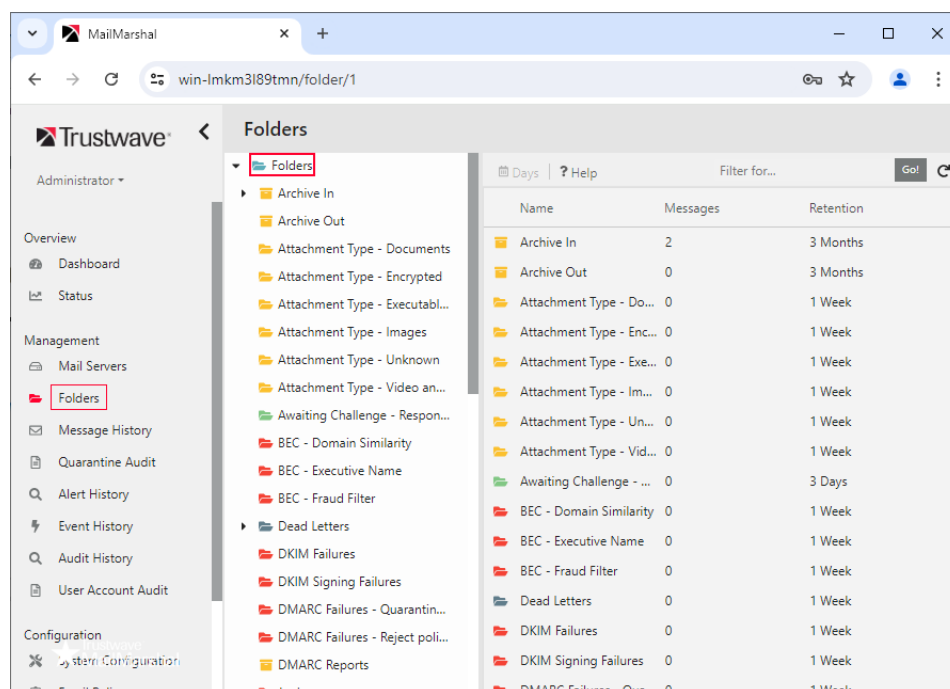 MailMarshal
win-lmkm3l89tmn/folder/1
Trustwave
Folders
Administrator
Overview
Dashboard
Status
Management
Mail Servers
Folders
Message History
Quarantine Audit
Alert History
Event History
Audit History
User Account Audit
Configuration
System Configuration
Trustwave
MailMarshal
Folders
Archive In
Archive Out
Attachment Type - Documents
Attachment Type - Encrypted
Attachment Type - Executabl...
Attachment Type - Images
Attachment Type - Unknown
Attachment Type - Video an...
Awaiting Challenge - Respon...
BEC - Domain Similarity
BEC - Executive Name
BEC - Fraud Filter
Dead Letters
DKIM Failures
DKIM Signing Failures
DMARC Failures - Quarantin...
DMARC Failures - Reject poli...
DMARC Reports
Days ? Help Filter for... Go!
Name Messages Retention
Archive In 2 3 Months
Archive Out 0 3 Months
Attachment Type - Do... 0 1 Week
Attachment Type - Enc... 0 1 Week
Attachment Type - Exe... 0 1 Week
Attachment Type - Im... 0 1 Week
Attachment Type - Un... 0 1 Week
Attachment Type - Vid... 0 1 Week
Awaiting Challenge - ... 0 3 Days
BEC - Domain Similarity 0 1 Week
BEC - Executive Name 0 1 Week
BEC - Fraud Filter 0 1 Week
Dead Letters 0 1 Week
DKIM Failures 0 1 Week
DKIM Signing Failures 0 1 Week